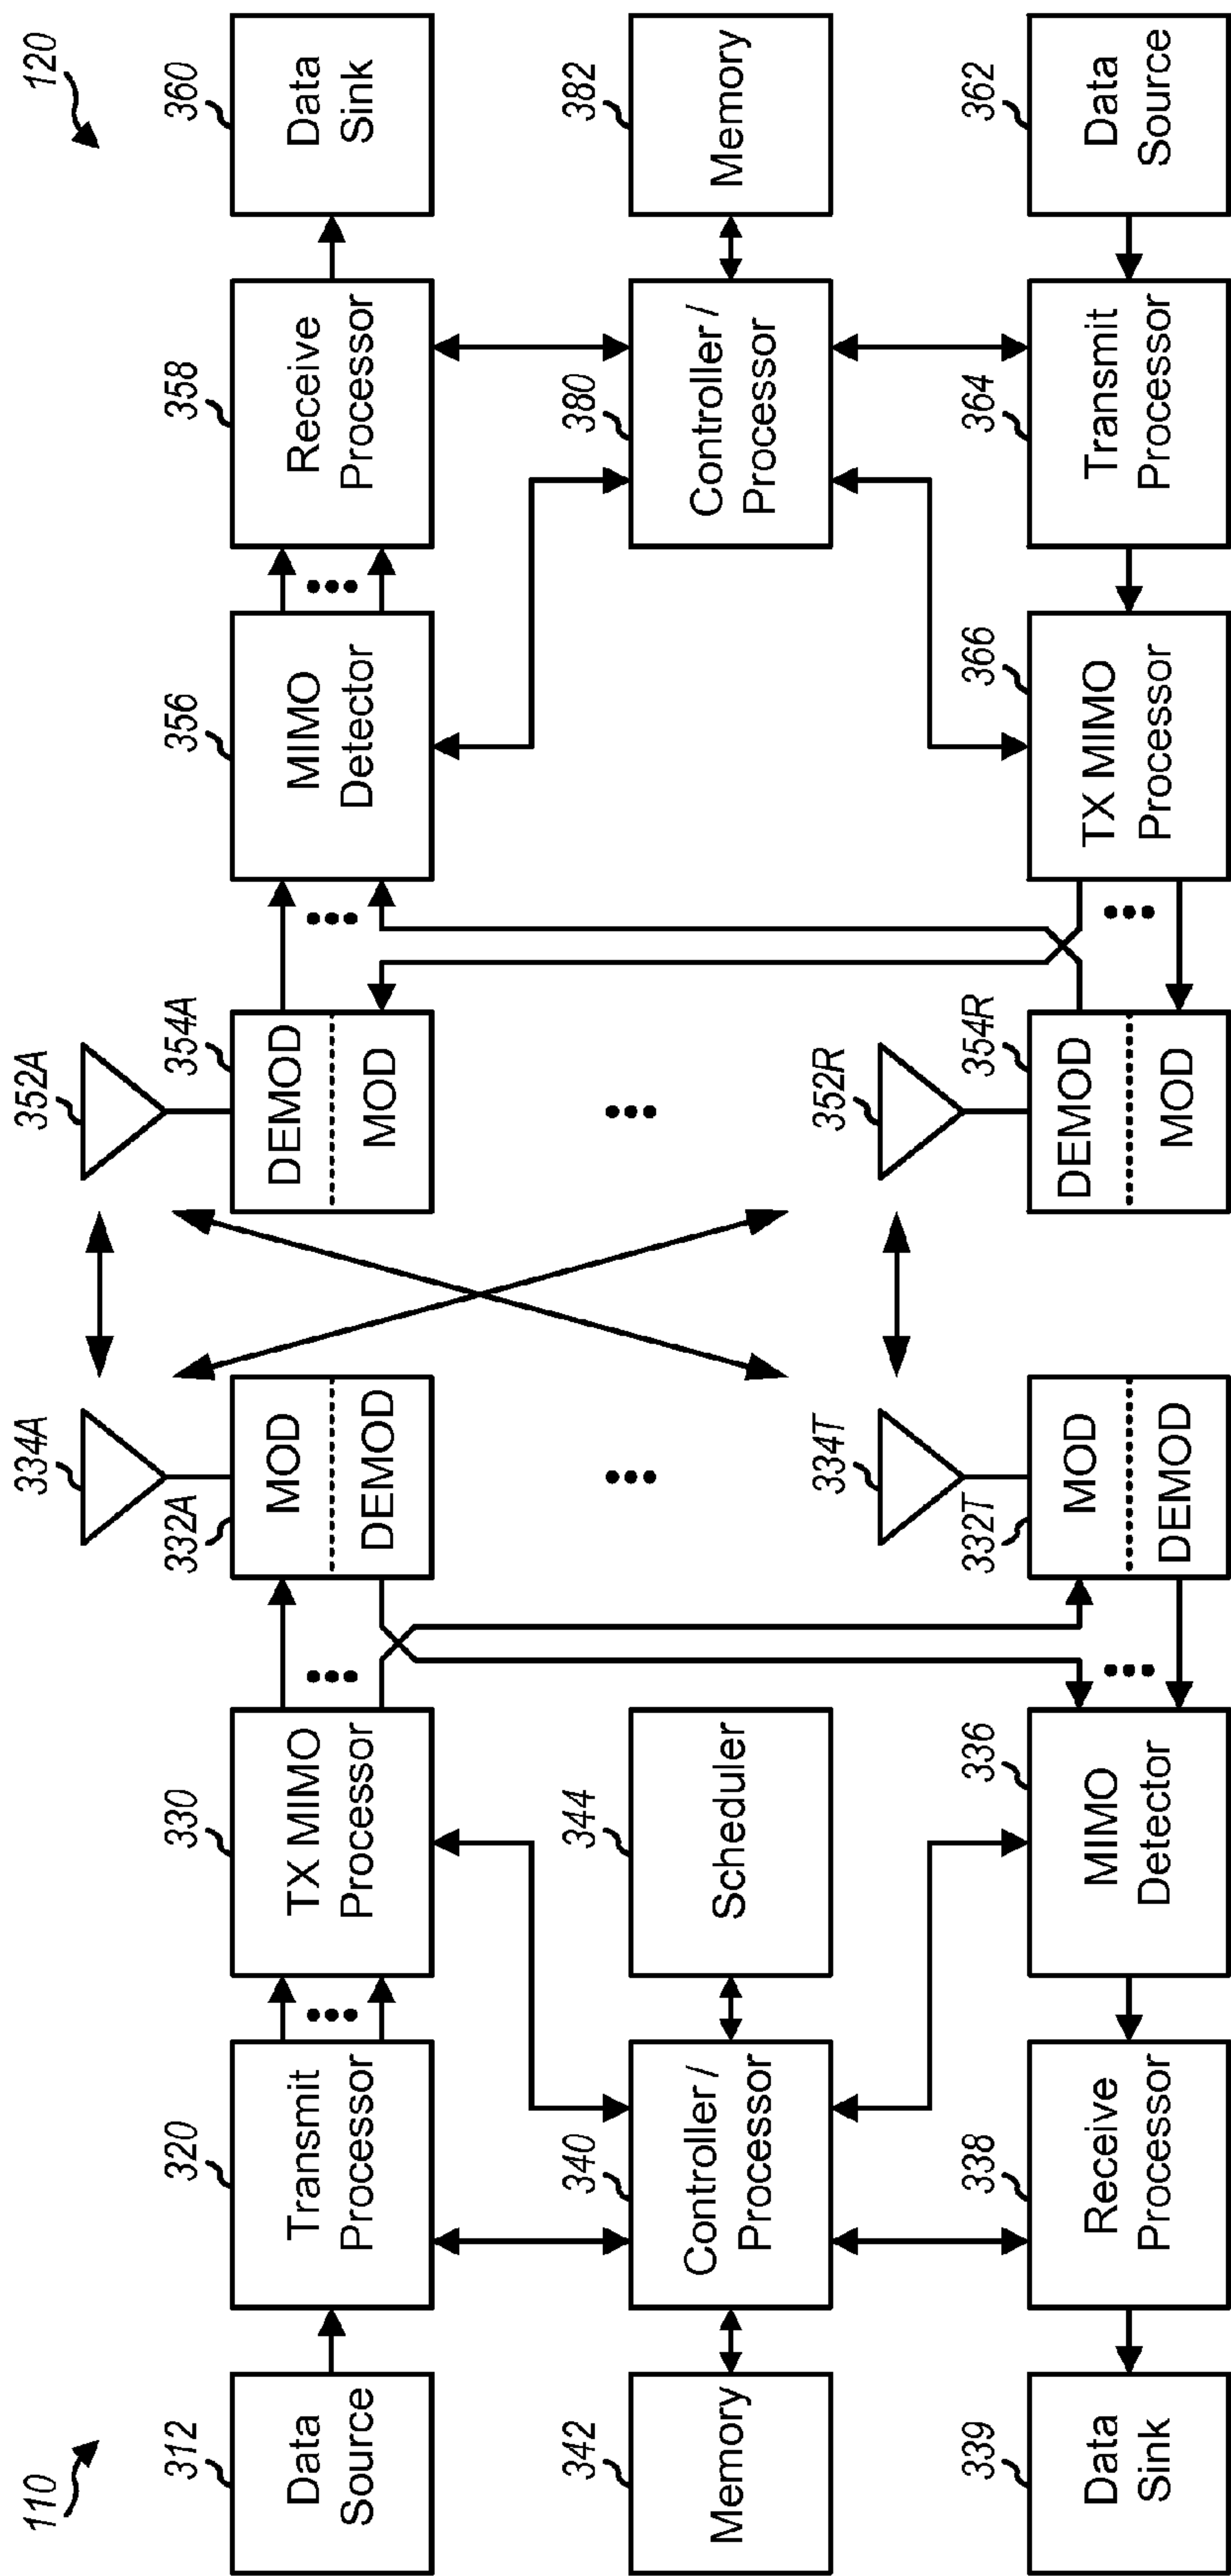 110
312
Data
Source
320
Transmit
Processor
•••
330
TX MIMO
Processor
•••
334A
332A
MOD
DEMOD
352A
354A
DEMOD
MOD
•••
356
MIMO
Detector
•••
358
Receive
Processor
360
Data
Sink
120
342
Memory
340
Controller /
Processor
344
Scheduler
•••
•••
380
Controller /
Processor
382
Memory
339
Data
Sink
338
Receive
Processor
336
MIMO
Detector
•••
334T
332T
MOD
DEMOD
352R
354R
DEMOD
MOD
•••
366
TX MIMO
Processor
364
Transmit
Processor
362
Data
Source